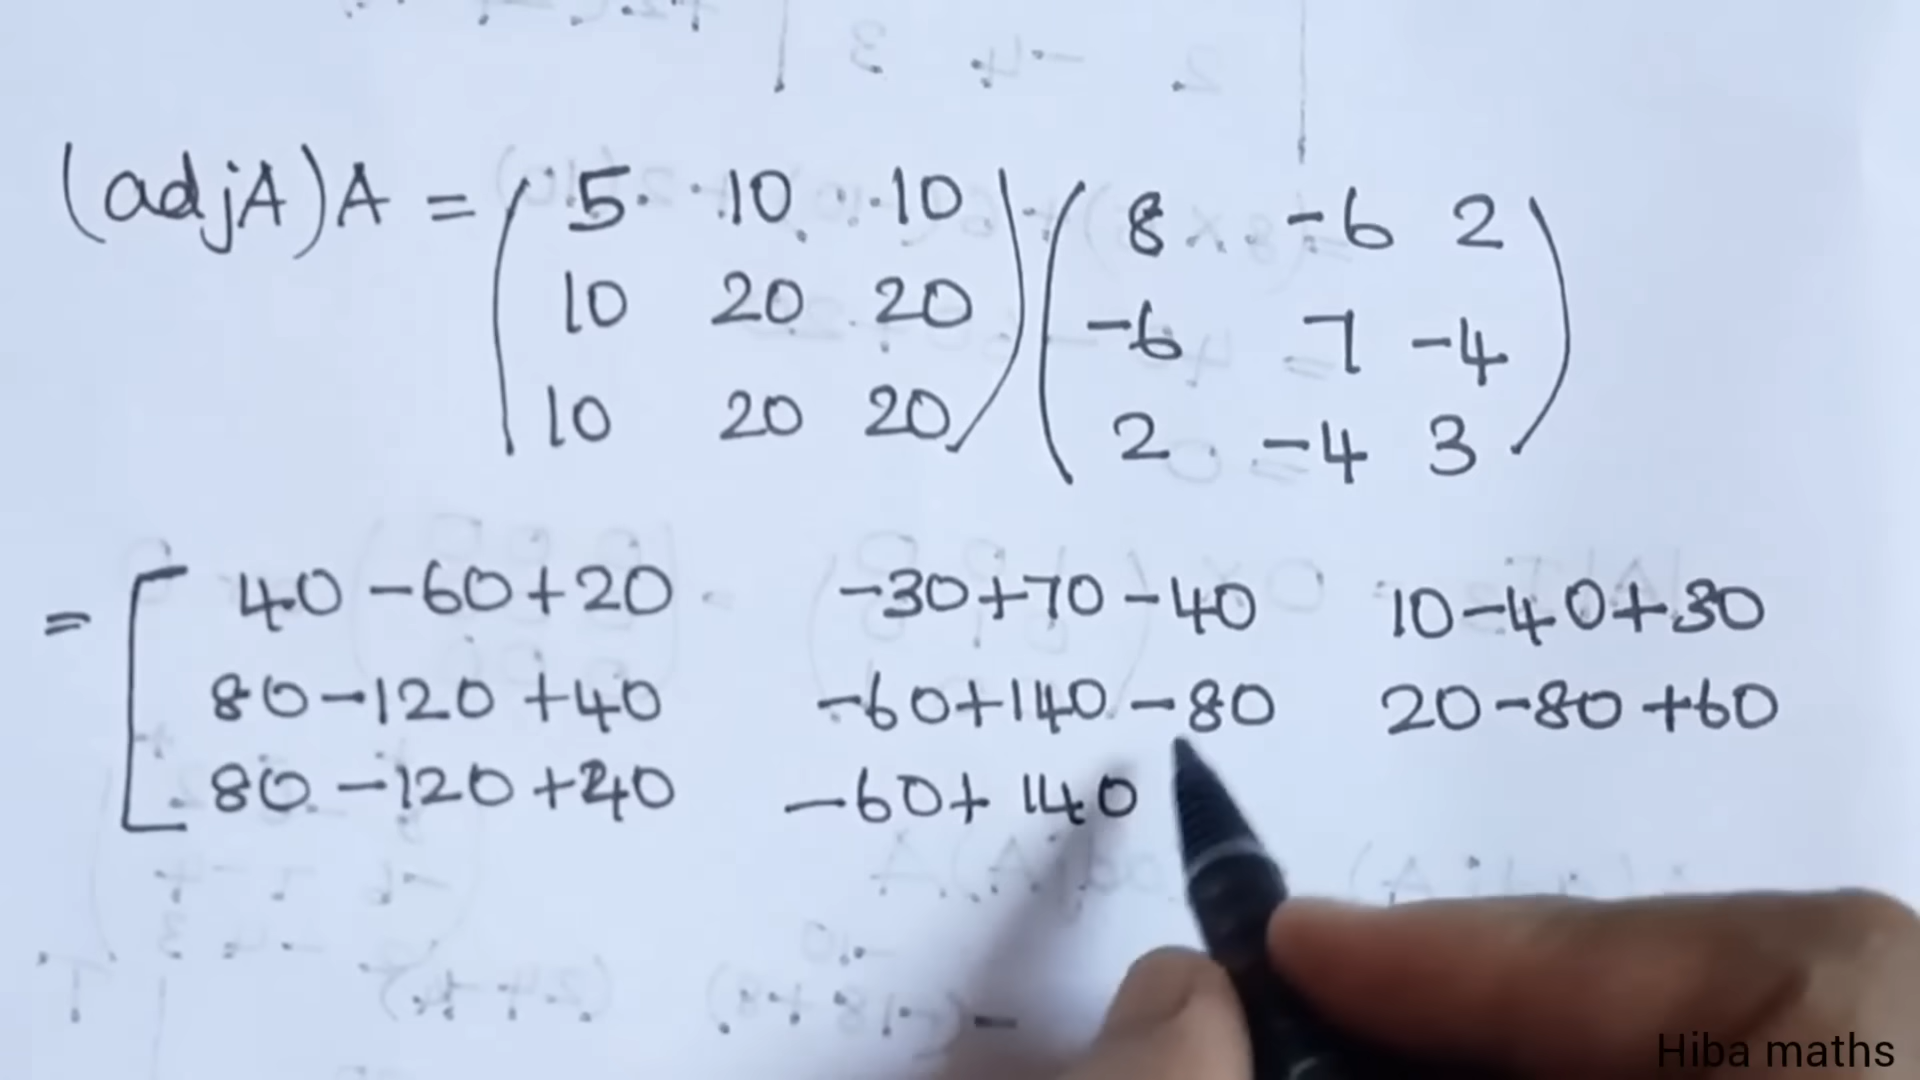 (adjA)A = ( 5 10 10 ) ( 8 -6 2 )
10 20 20 -6 7 -4
10 20 20 2 -4 3
= [ 40-60+20 -30+70-40 10-40+30
80-120+40 -60+140-80 20-80+60
80-120+40 -60+140
Hiba maths